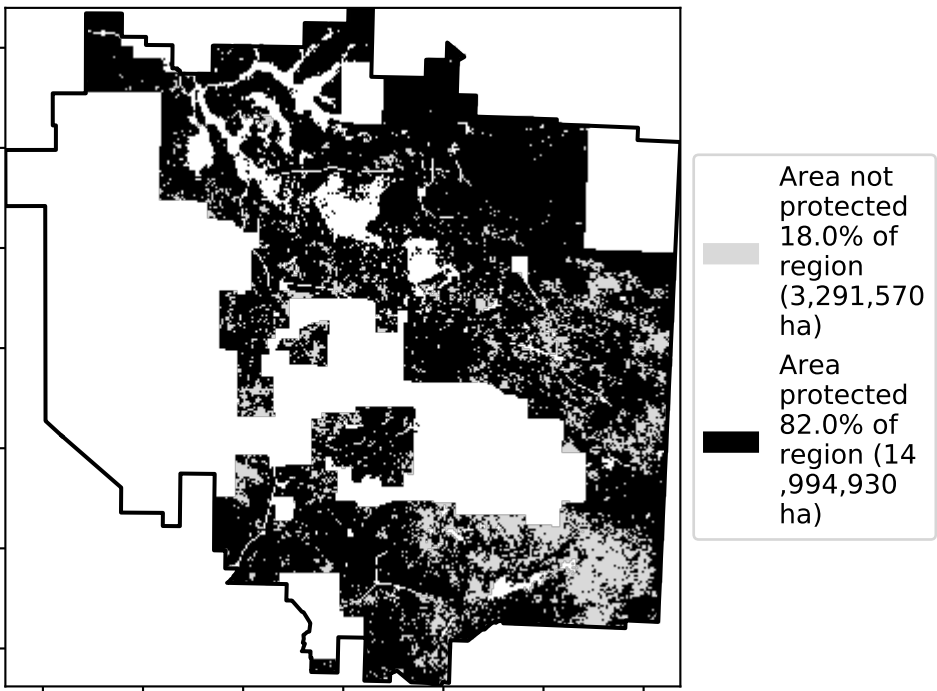 Area not
protected
18.0% of
region
(3,291,570
ha)
Area
protected
82.0% of
region (14
,994,930
ha)